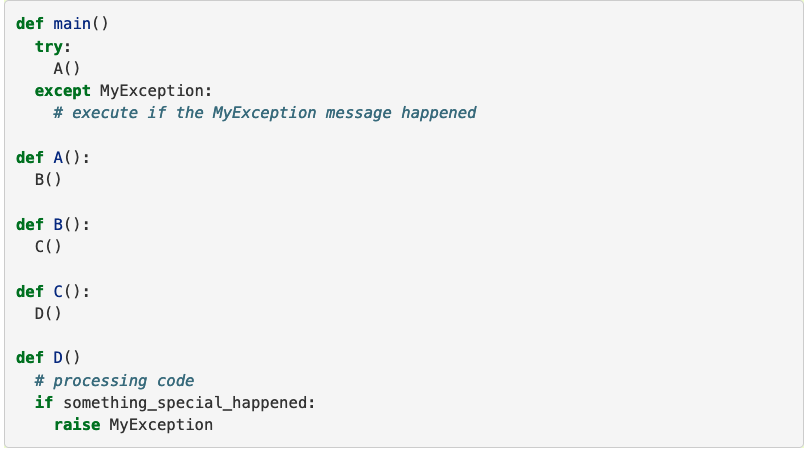 def main()
  try:
    A()
  except MyException:
    # execute if the MyException message happened

def A():
  B()

def B():
  C()

def C():
  D()

def D()
  # processing code
  if something_special_happened:
    raise MyException